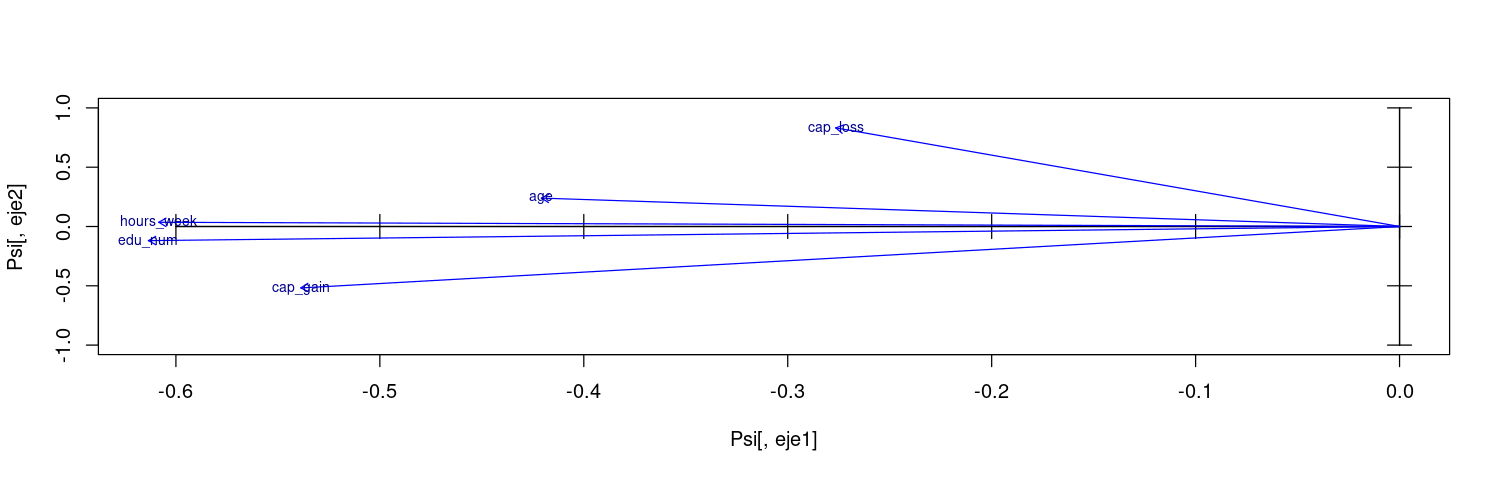 1.0
0.5
0.0
-0.5
-1.0
Psi[, eje2]
cap_loss
age
hours_week
edu_num
cap_gain
-0.6 -0.5 -0.4 -0.3 -0.2 -0.1 0.0
Psi[, eje1]